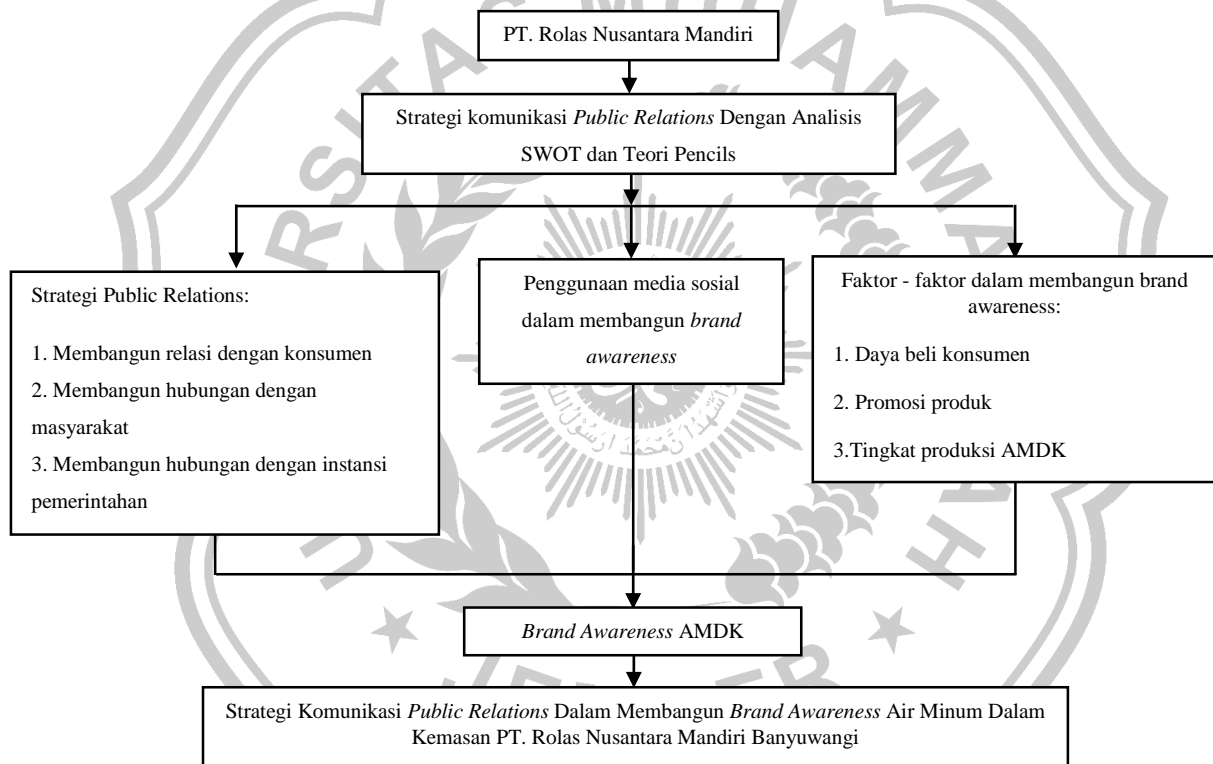 PT. Rolas Nusantara Mandiri
Strategi komunikasi Public Relations Dengan Analisis
SWOT dan Teori Pencils
Strategi Public Relations:
1. Membangun relasi dengan konsumen
2. Membangun hubungan dengan
masyarakat
3. Membangun hubungan dengan instansi
pemerintahan
Penggunaan media sosial
dalam membangun brand
awareness
Faktor - faktor dalam membangun brand
awareness:
1. Daya beli konsumen
2. Promosi produk
3.Tingkat produksi AMDK
Brand Awareness AMDK
Strategi Komunikasi Public Relations Dalam Membangun Brand Awareness Air Minum Dalam
Kemasan PT. Rolas Nusantara Mandiri Banyuwangi